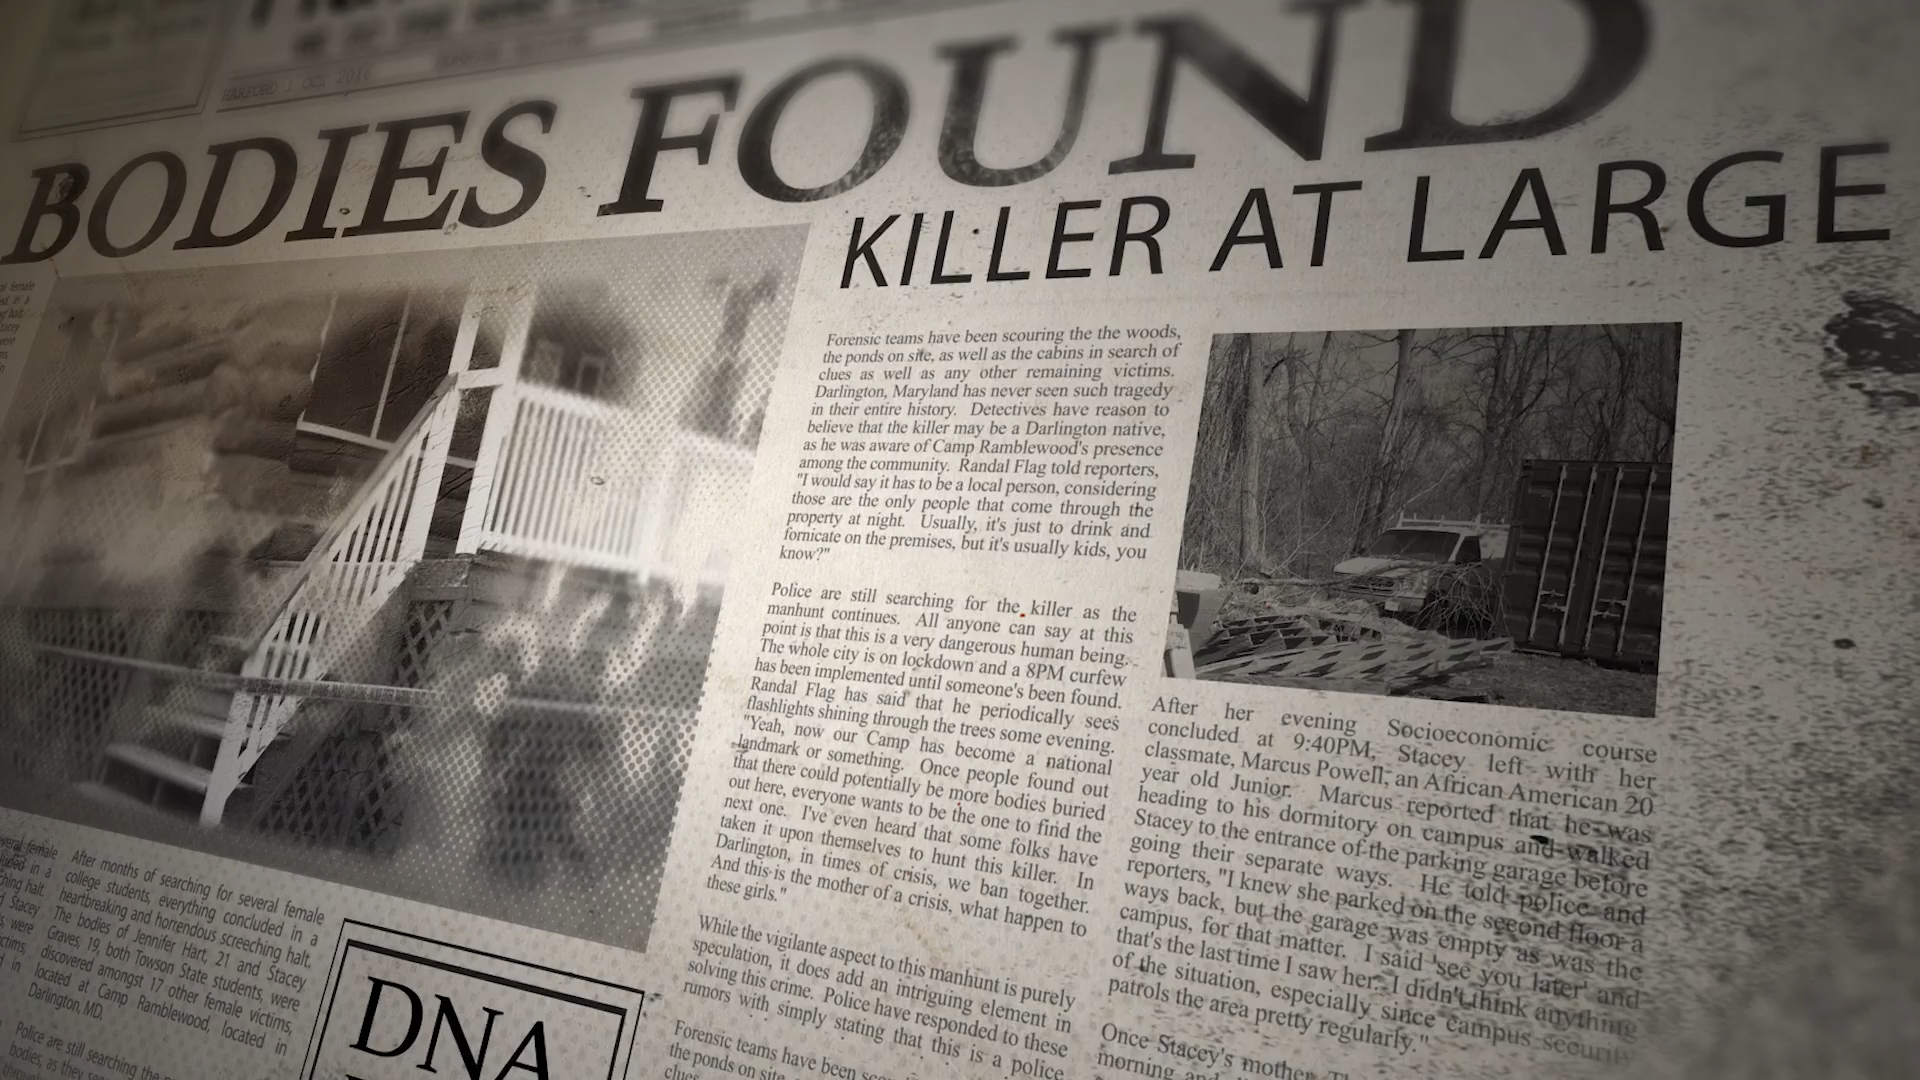 HARFORD 1 OCT 2016
BODIES FOUND
KILLER AT LARGE
After months of searching for several female
college students, everything concluded in a
heartbreaking and horrendous screeching halt.
The bodies of Jennifer Hart, 21 and Stacey
Graves, 19, both Towson State students, were
discovered amongst 17 other female victims,
located at Camp Ramblewood, located in
Darlington, MD.
Police are still searching the
bodies, as they
DNA
Forensic teams have been scouring the the woods,
the ponds on site, as well as the cabins in search of
clues as well as any other remaining victims.
Darlington, Maryland has never seen such tragedy
in their entire history. Detectives have reason to
believe that the killer may be a Darlington native,
as he was aware of Camp Ramblewood's presence
among the community. Randal Flag told reporters,
"I would say it has to be a local person, considering
those are the only people that come through the
property at night. Usually, it's just to drink and
fornicate on the premises, but it's usually kids, you
know?"
Police are still searching for the killer as the
manhunt continues. All anyone can say at this
point is that this is a very dangerous human being.
The whole city is on lockdown and a 8PM curfew
has been implemented until someone's been found.
Randal Flag has said that he periodically sees
flashlights shining through the trees some evening.
"Yeah, now our Camp has become a national
landmark or something. Once people found out
that there could potentially be more bodies buried
out here, everyone wants to be the one to find the
next one. I've even heard that some folks have
taken it upon themselves to hunt this killer. In
Darlington, in times of crisis, we ban together.
And this is the mother of a crisis, what happen to
these girls."
While the vigilante aspect to this manhunt is purely
speculation, it does add an intriguing element in
solving this crime. Police have responded to these
rumors with simply stating that this is a police
Forensic teams have been
the ponds on site
clues
After her evening Socioeconomic course
concluded at 9:40PM, Stacey left with her
classmate, Marcus Powell, an African American 20
year old Junior. Marcus reported that he was
heading to his dormitory on campus and walked
Stacey to the entrance of the parking garage before
going their separate ways. He told police and
reporters, "I knew she parked on the second floor a
ways back, but the garage was empty as was the
campus, for that matter. I said 'see you later' and
that's the last time I saw her. I didn't think anything
of the situation, especially since campus security
patrols the area pretty regularly."
Once Stacey's mother
morning and